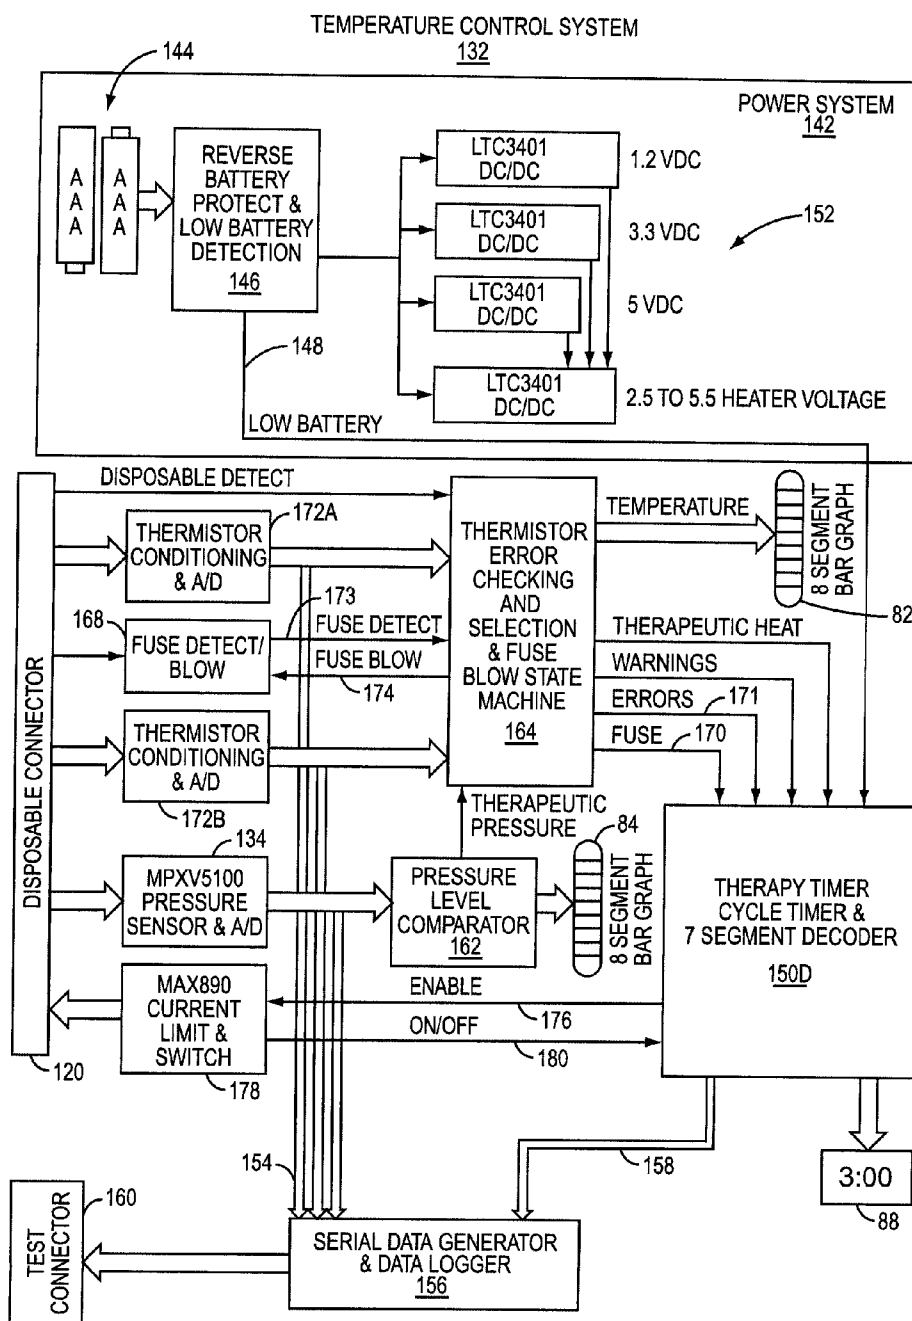 TEMPERATURE CONTROL SYSTEM
132
144
POWER SYSTEM
142
AAA
AAA
REVERSE
BATTERY
PROTECT &
LOW BATTERY
DETECTION
146
LTC3401
DC/DC
1.2 VDC
LTC3401
DC/DC
3.3 VDC
152
LTC3401
DC/DC
5 VDC
LTC3401
DC/DC
2.5 TO 5.5 HEATER VOLTAGE
148
LOW BATTERY
DISPOSABLE DETECT
DISPOSABLE CONNECTOR
120
THERMISTOR
CONDITIONING
& A/D
172A
168
FUSE DETECT/
BLOW
173
FUSE DETECT
FUSE BLOW
174
THERMISTOR
CONDITIONING
& A/D
172B
THERMISTOR
ERROR
CHECKING
AND
SELECTION
& FUSE
BLOW STATE
MACHINE
164
TEMPERATURE
8 SEGMENT
BAR GRAPH
82
THERAPEUTIC HEAT
WARNINGS
ERRORS
171
FUSE
170
THERAPEUTIC
PRESSURE
134
MPXV5100
PRESSURE
SENSOR & A/D
PRESSURE
LEVEL
COMPARATOR
162
84
8 SEGMENT
BAR GRAPH
THERAPY TIMER
CYCLE TIMER &
7 SEGMENT DECODER
150D
MAX890
CURRENT
LIMIT &
SWITCH
178
ENABLE
176
ON/OFF
180
154
158
3:00
88
160
TEST
CONNECTOR
SERIAL DATA GENERATOR
& DATA LOGGER
156